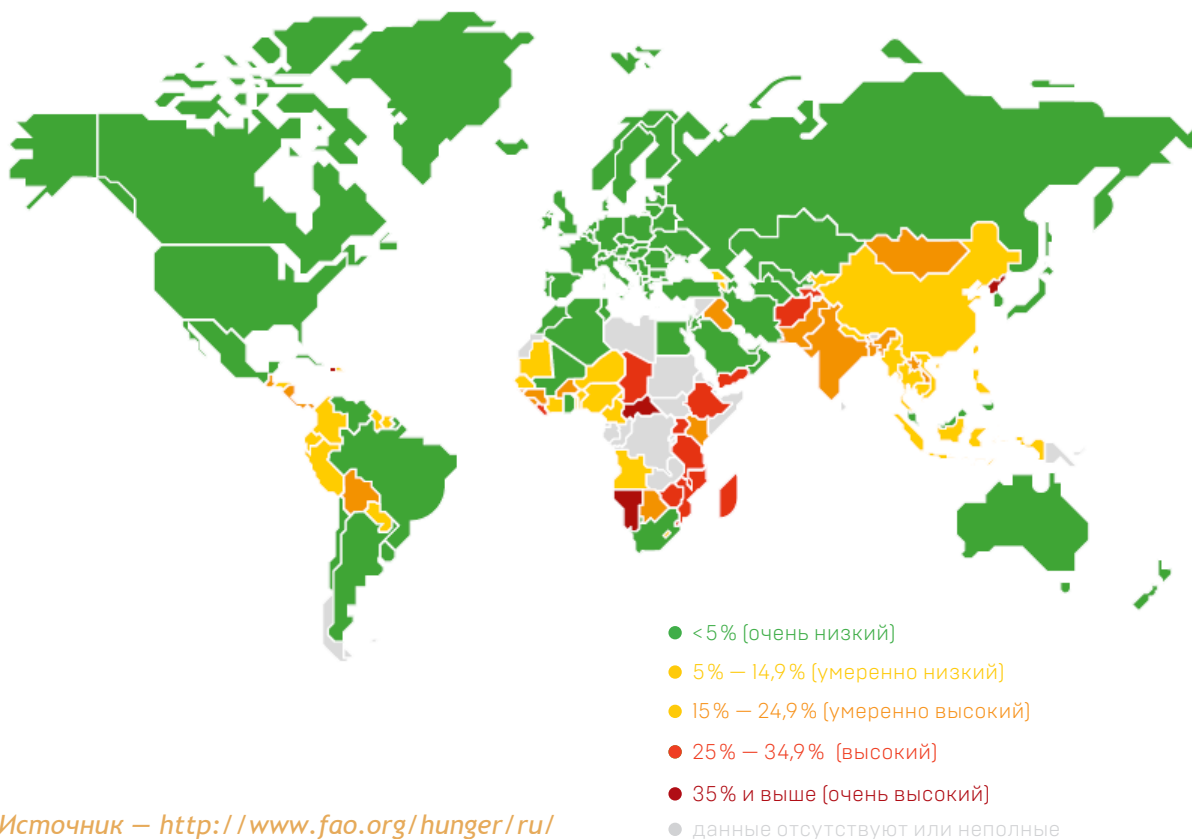 <5% (очень низкий)
5% — 14,9% (умеренно низкий)
15% — 24,9% (умеренно высокий)
25% — 34,9% (высокий)
35% и выше (очень высокий)
Источник — http://www.fao.org/hunger/ru/
данные отсутствуют или неполные